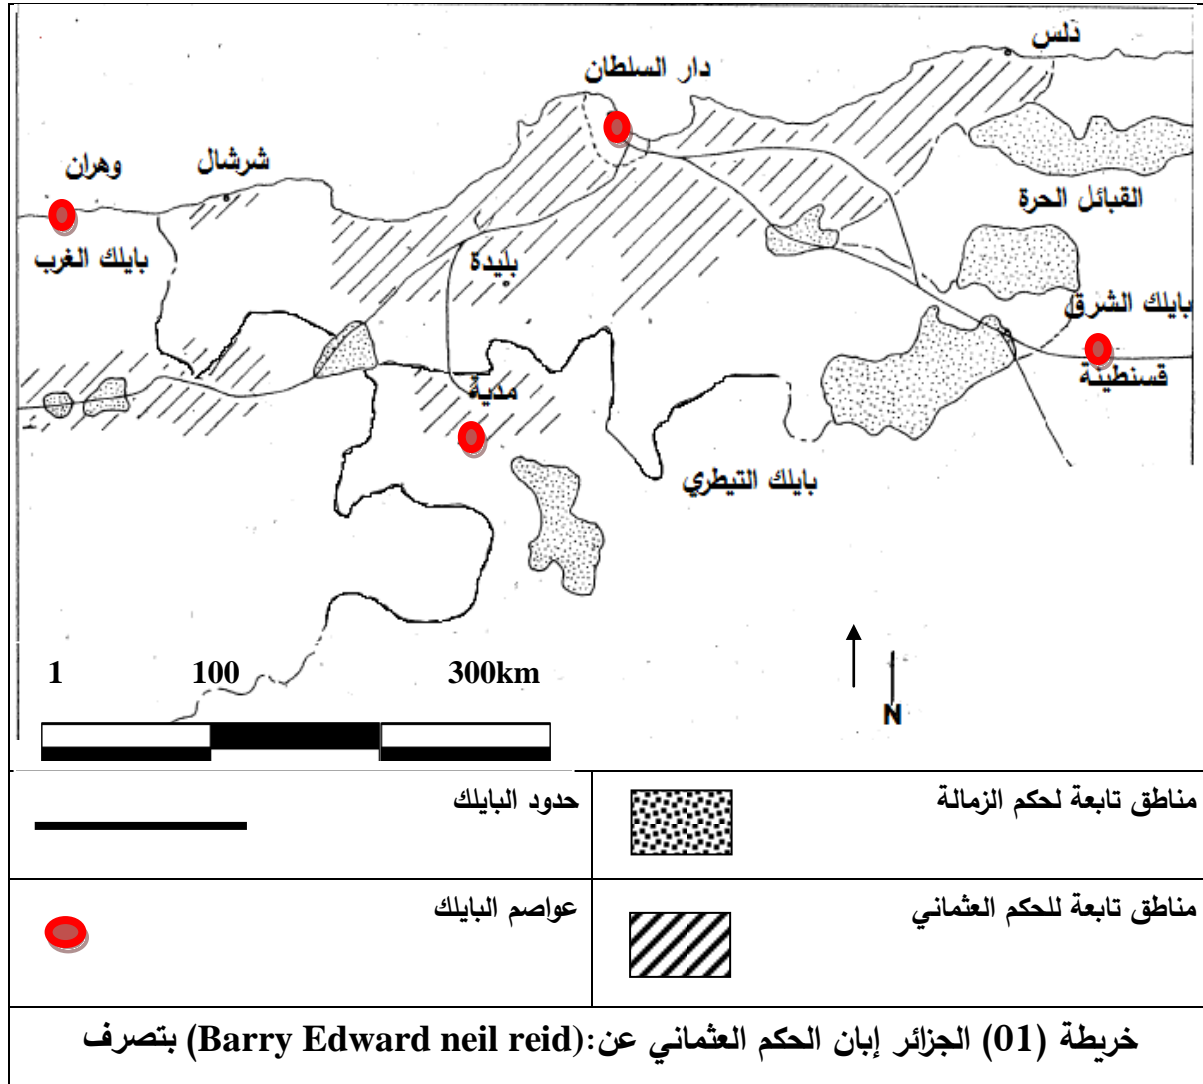 دلس
دار السلطان
وهران
شرشال
القبائل الحرة
بايلك الغرب
بليدة
بايلك الشرق
قسنطينة
مدية
بايلك التيطري
1 100 300km
N
مناطق تابعة لحكم الزمالة
حدود البايلك
مناطق تابعة للحكم العثماني
عواصم البايلك
خريطة (01) الجزائر إبان الحكم العثماني عن:(Barry Edward neil reid) بتصرف